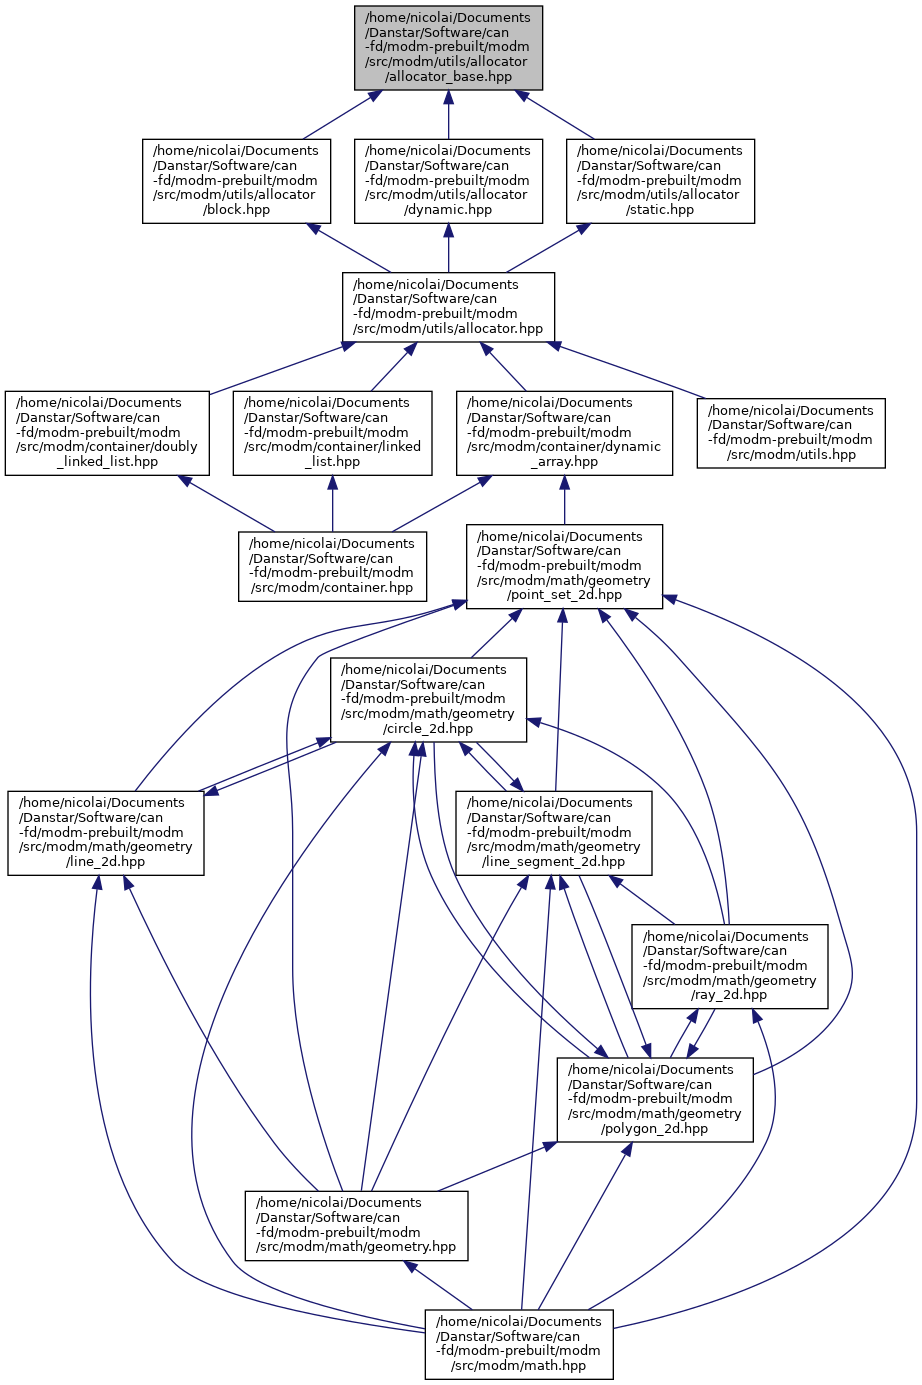 /home/nicolai/Documents
/Danstar/Software/can
-fd/modm-prebuilt/modm
/src/modm/utils/allocator
/allocator_base.hpp
/home/nicolai/Documents
/Danstar/Software/can
-fd/modm-prebuilt/modm
/src/modm/utils/allocator
/block.hpp
/home/nicolai/Documents
/Danstar/Software/can
-fd/modm-prebuilt/modm
/src/modm/utils/allocator
/dynamic.hpp
/home/nicolai/Documents
/Danstar/Software/can
-fd/modm-prebuilt/modm
/src/modm/utils/allocator
/static.hpp
/home/nicolai/Documents
/Danstar/Software/can
-fd/modm-prebuilt/modm
/src/modm/utils/allocator.hpp
/home/nicolai/Documents
/Danstar/Software/can
-fd/modm-prebuilt/modm
/src/modm/container/doubly
_linked_list.hpp
/home/nicolai/Documents
/Danstar/Software/can
-fd/modm-prebuilt/modm
/src/modm/container/linked
_list.hpp
/home/nicolai/Documents
/Danstar/Software/can
-fd/modm-prebuilt/modm
/src/modm/container/dynamic
_array.hpp
/home/nicolai/Documents
/Danstar/Software/can
-fd/modm-prebuilt/modm
/src/modm/utils.hpp
/home/nicolai/Documents
/Danstar/Software/can
-fd/modm-prebuilt/modm
/src/modm/container.hpp
/home/nicolai/Documents
/Danstar/Software/can
-fd/modm-prebuilt/modm
/src/modm/math/geometry
/point_set_2d.hpp
/home/nicolai/Documents
/Danstar/Software/can
-fd/modm-prebuilt/modm
/src/modm/math/geometry
/circle_2d.hpp
/home/nicolai/Documents
/Danstar/Software/can
-fd/modm-prebuilt/modm
/src/modm/math/geometry
/line_2d.hpp
/home/nicolai/Documents
/Danstar/Software/can
-fd/modm-prebuilt/modm
/src/modm/math/geometry
/line_segment_2d.hpp
/home/nicolai/Documents
/Danstar/Software/can
-fd/modm-prebuilt/modm
/src/modm/math/geometry
/ray_2d.hpp
/home/nicolai/Documents
/Danstar/Software/can
-fd/modm-prebuilt/modm
/src/modm/math/geometry
/polygon_2d.hpp
/home/nicolai/Documents
/Danstar/Software/can
-fd/modm-prebuilt/modm
/src/modm/math/geometry.hpp
/home/nicolai/Documents
/Danstar/Software/can
-fd/modm-prebuilt/modm
/src/modm/math.hpp